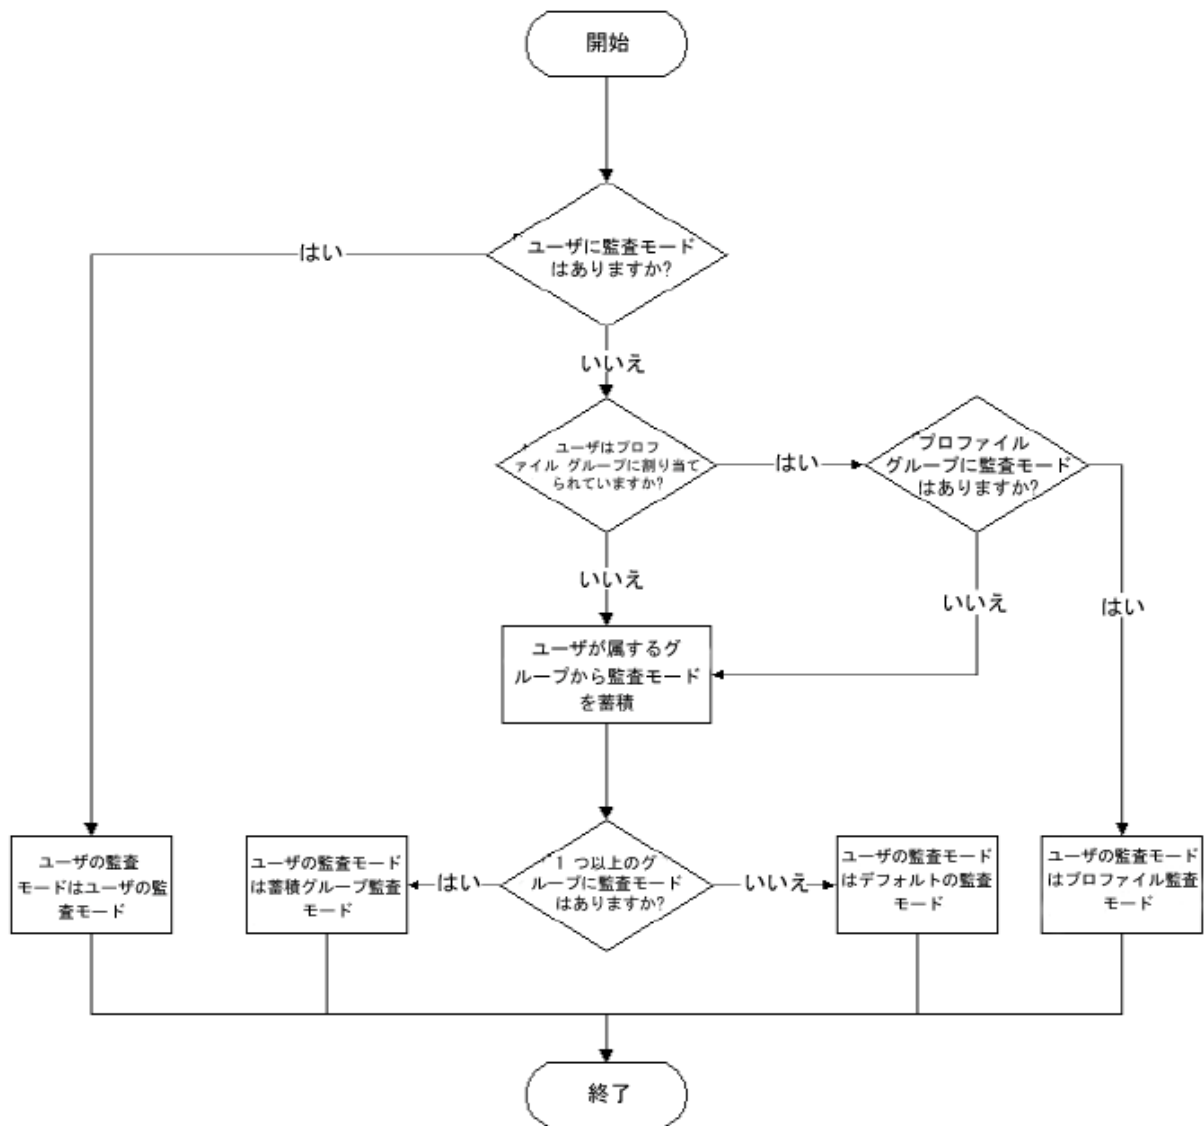 開始
はい
ユーザに監査モード
はありますか?
いいえ
ユーザはプロフ
ァイル グループに割り当て
られていますか?
はい
プロファイル
グループに監査モード
はありますか?
いいえ
いいえ
はい
ユーザが属するグ
ループから監査モード
を蓄積
ユーザの監査
モードはユーザの監
査モード
ユーザの監査モード
は蓄積グループ監査
モード
はい
1 つ以上のグ
ループに監査モード
はありますか?
いいえ
ユーザの監査モード
はデフォルトの監査
モード
ユーザの監査モード
はプロファイル監査
モード
終了